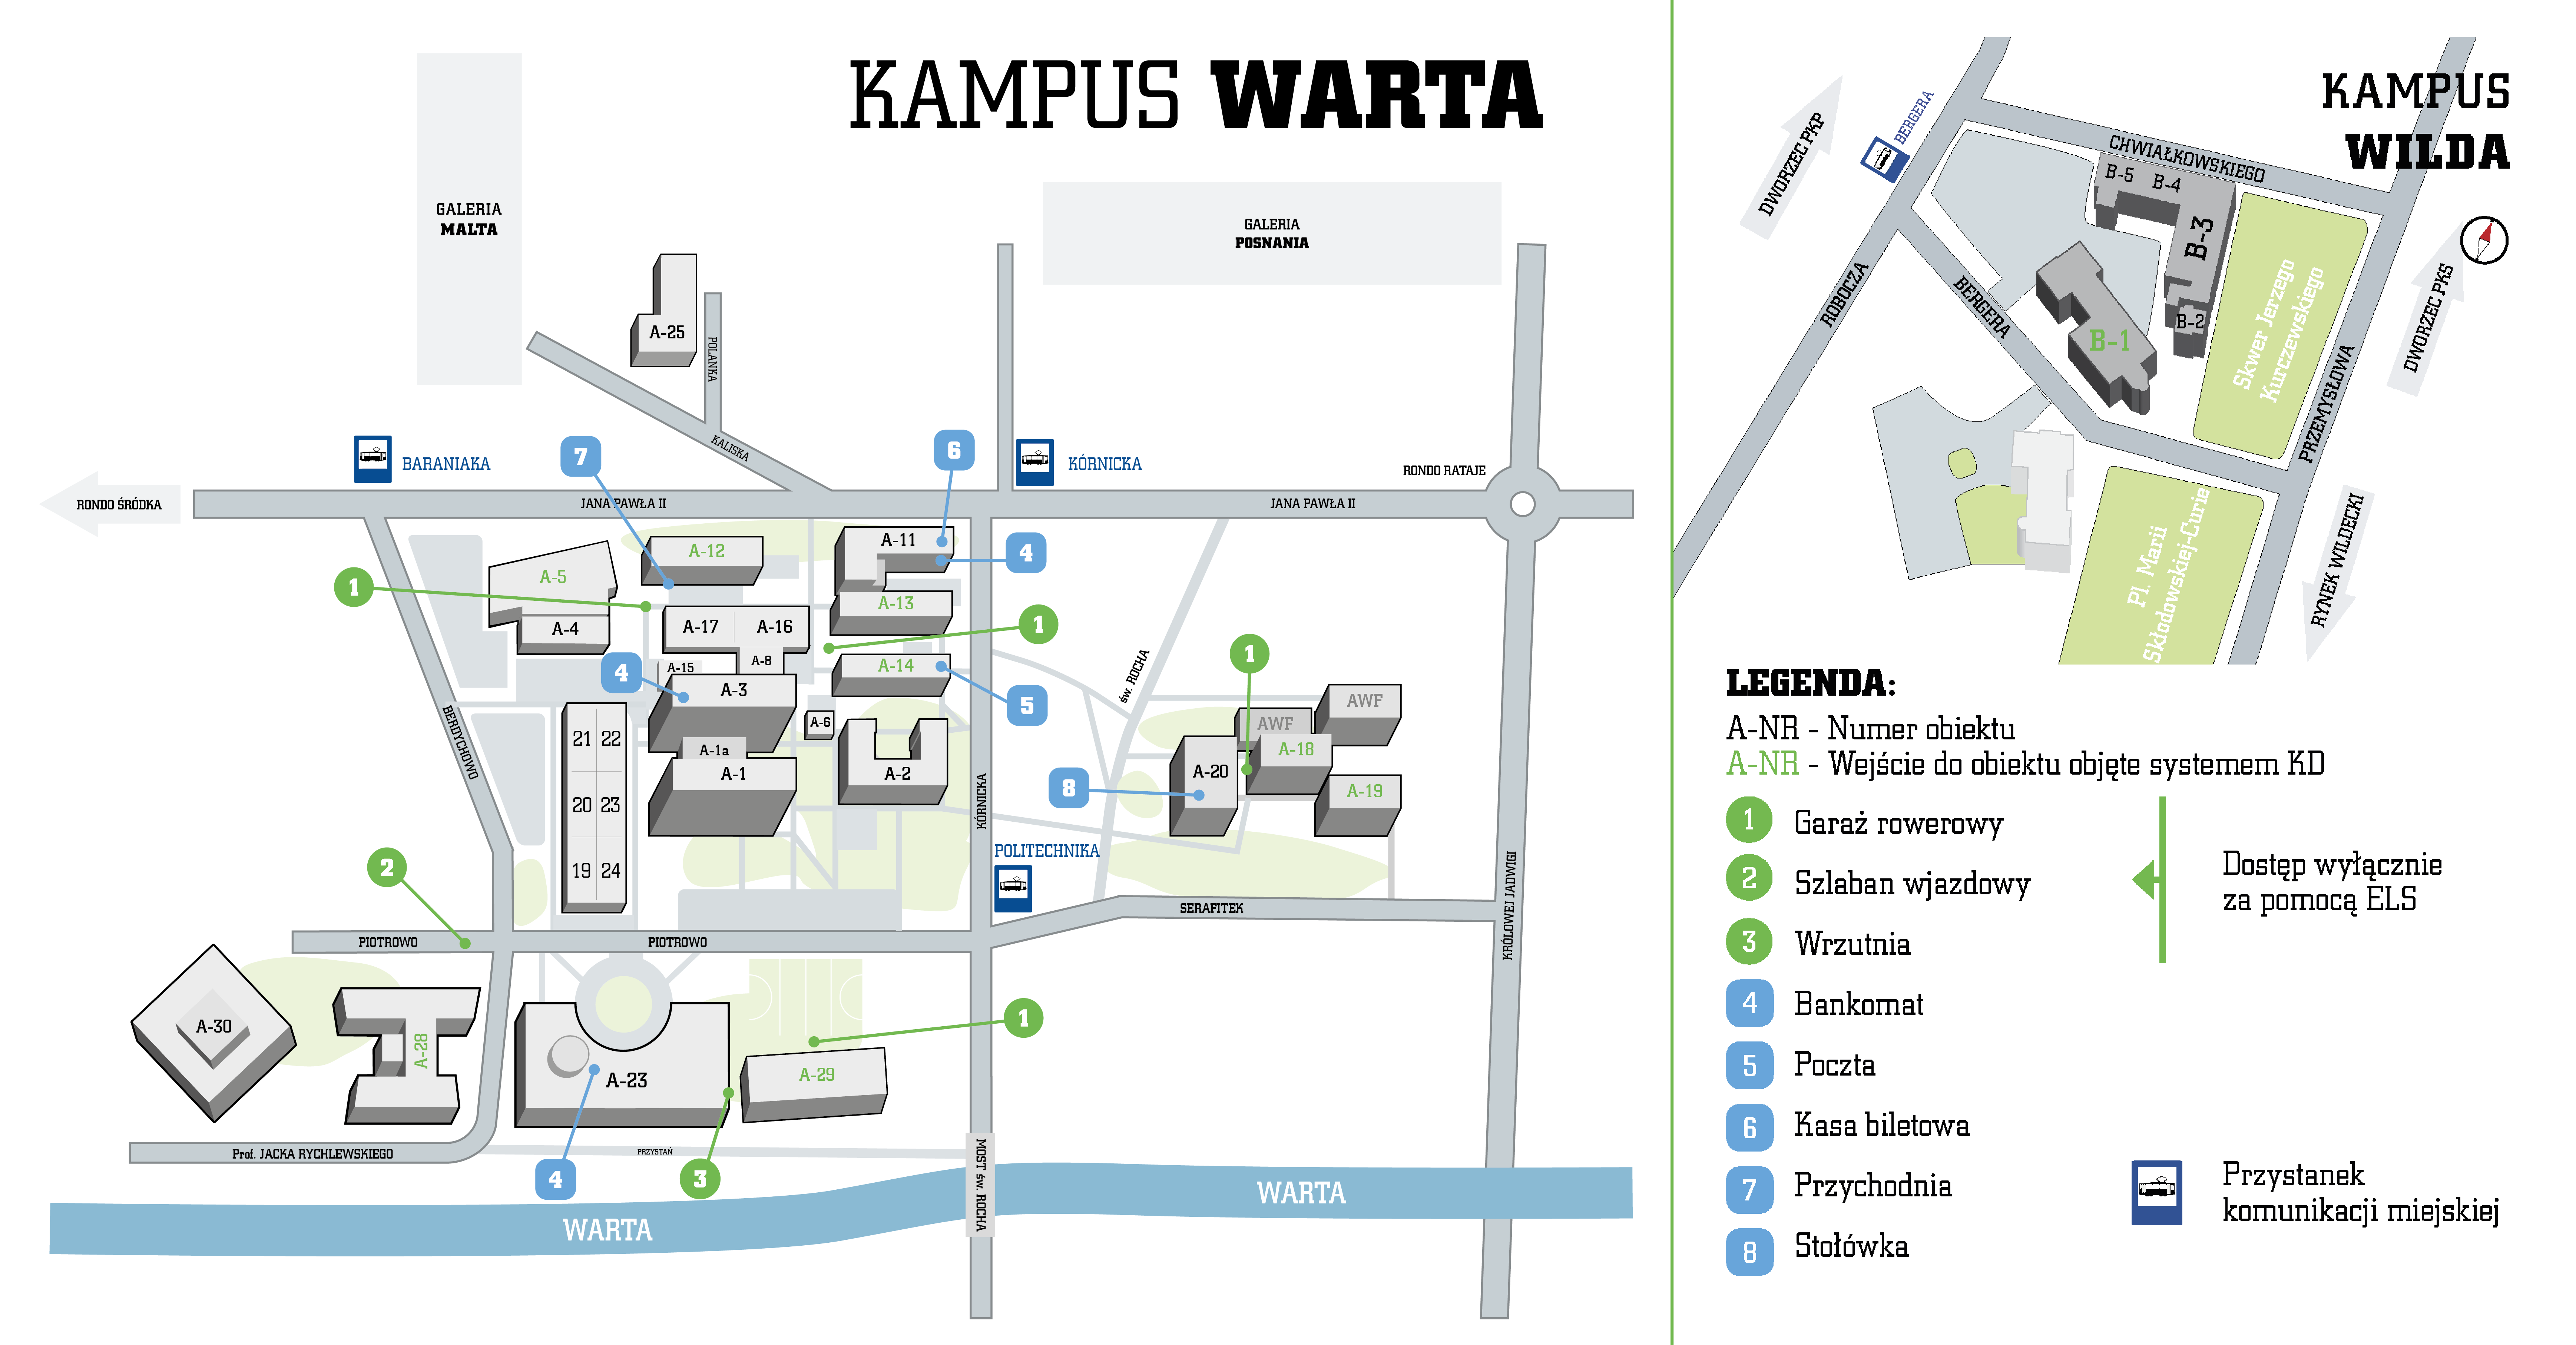 KAMPUS WARTA
GALERIA
MALTA
GALERIA
POSNANIA
A-25
POLANKA
KALISKA
BARANIAKA
7
6
KÓRNICKA
RONDO RATAJE
RONDO ŚRÓDKA
JANA PAWŁA II
JANA PAWŁA II
A-5
A-4
A-12
A-11
4
1
A-13
A-17
A-16
A-8
A-15
1
A-14
5
4
A-3
A-6
A-1a
A-1
A-2
21 22
20 23
19 24
BERDYCHOWO
KÓRNICKA
św. ROCHA
1
AWF
AWF
A-18
A-20
A-19
8
POLITECHNIKA
KRÓLOWEJ JADWIGI
SERAFITEK
2
PIOTROWO
PIOTROWO
A-30
A-28
A-23
A-29
1
4
3
Prof. JACKA RYCHLEWSKIEGO
PRZYSTAŃ
MOST św. ROCHA
WARTA
WARTA
KAMPUS
WILDA
DWORZEC PKP
BERGERA
CHWIAŁKOWSKIEGO
B-5
B-4
B-3
B-2
B-1
ROBOCZA
BERGERA
Skwer Jerzego
Kurczewskiego
PRZEMYSŁOWA
DWORZEC PKS
RYNEK WILDECKI
Pl. Marii
Skłodowskiej-Curie
LEGENDA:
A-NR - Numer obiektu
A-NR - Wejście do obiektu objęte systemem KD
1 Garaż rowerowy
2 Szlaban wjazdowy
3 Wrzutnia
Dostęp wyłącznie
za pomocą ELS
4 Bankomat
5 Poczta
6 Kasa biletowa
7 Przychodnia
8 Stołówka
Przystanek
komunikacji miejskiej